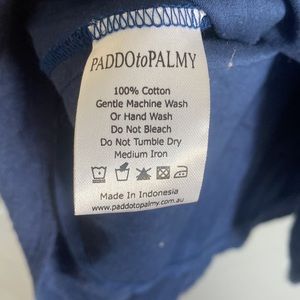 PADDOtoPALMY
100% Cotton
Gentle Machine Wash
Or Hand Wash
Do Not Bleach
Do Not Tumble Dry
Medium Iron
Made In Indonesia
www.paddotopalmy.com.au